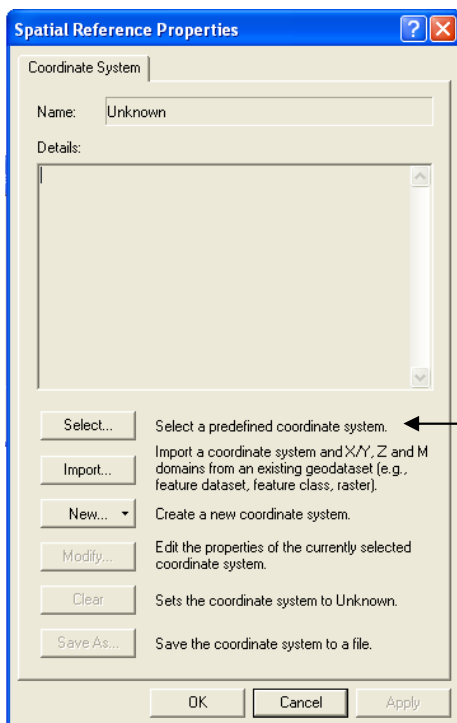 Spatial Reference Properties
Coordinate System
Name: Unknown
Details:
Select... Select a predefined coordinate system.
Import... Import a coordinate system and X/Y, Z and M
domains from an existing geodataset (e.g.,
feature dataset, feature class, raster).
New... Create a new coordinate system.
Modify... Edit the properties of the currently selected
coordinate system.
Clear Sets the coordinate system to Unknown.
Save As... Save the coordinate system to a file.
OK Cancel Apply